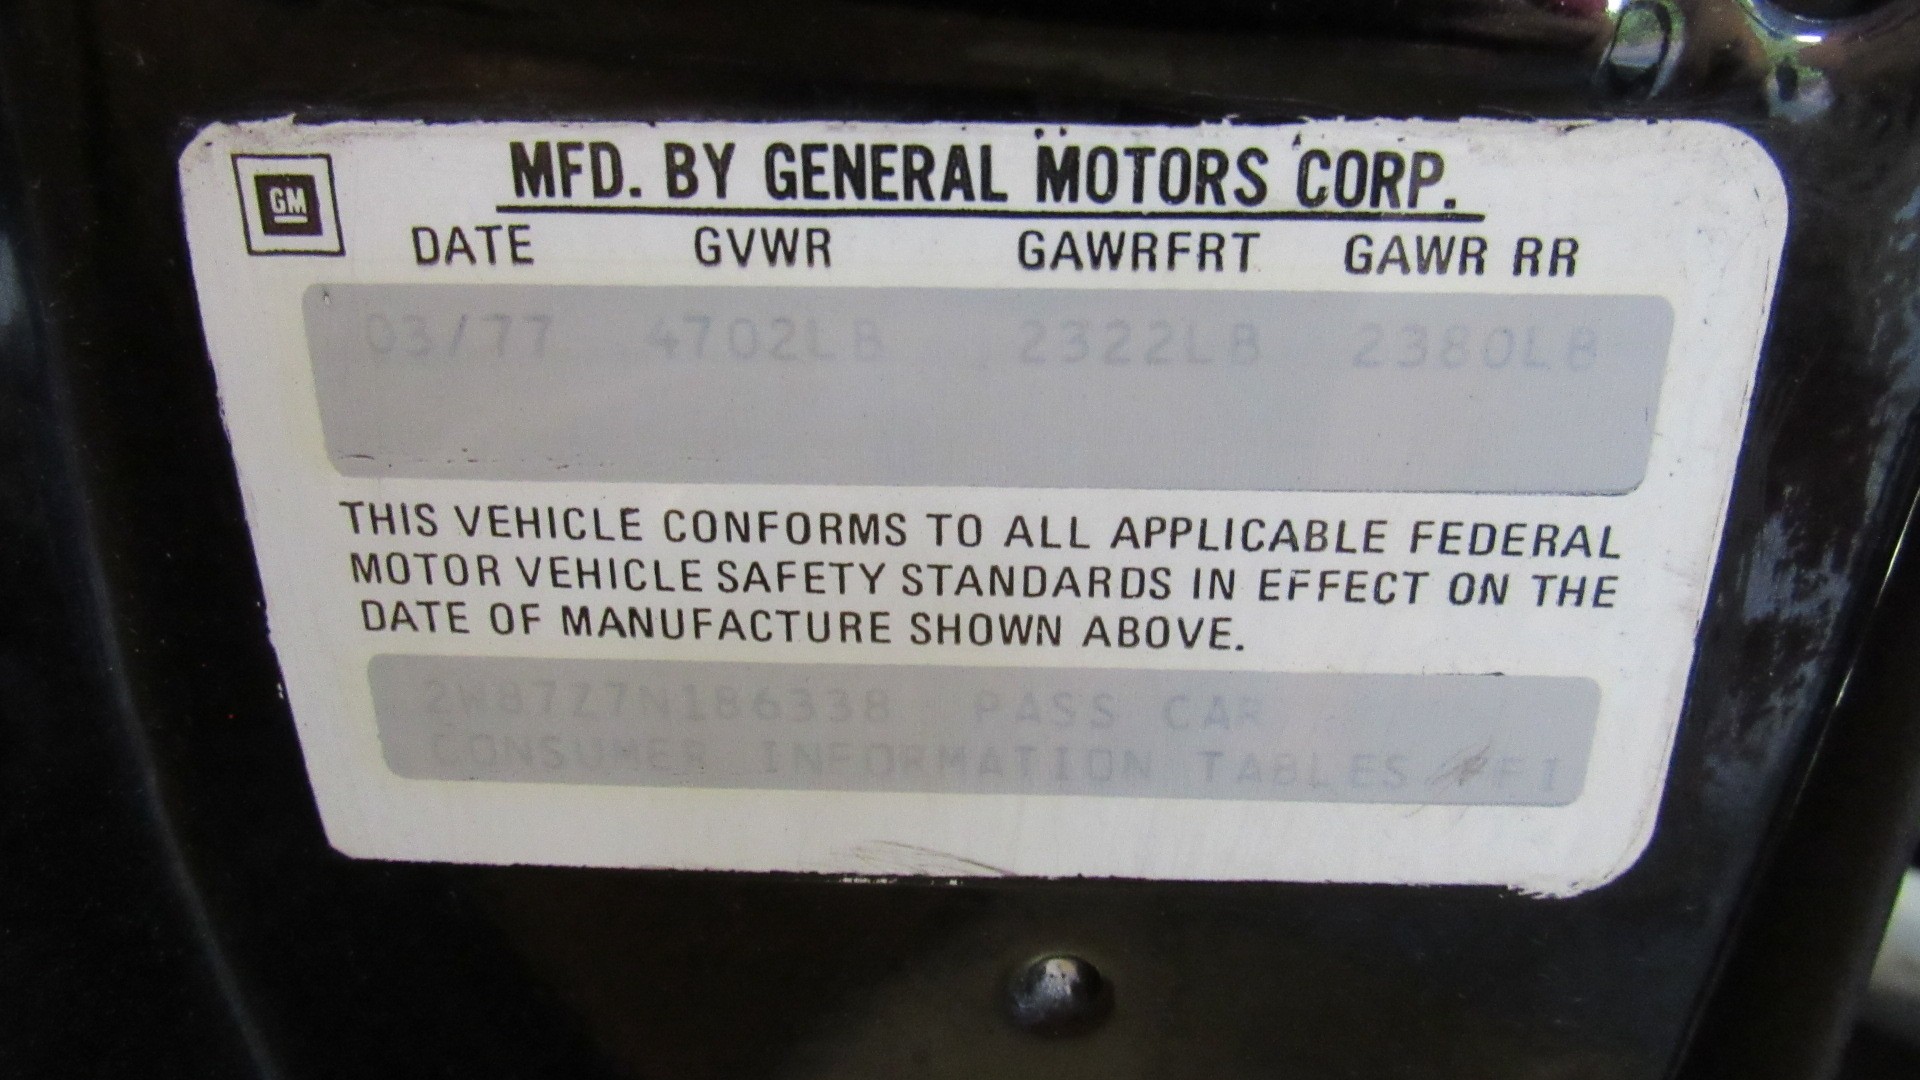 GM
MFD. BY GENERAL MOTORS CORP.
DATE GVWR GAWRFRT GAWR RR
03/77 4702LB 2322LB 2380LB
THIS VEHICLE CONFORMS TO ALL APPLICABLE FEDERAL
MOTOR VEHICLE SAFETY STANDARDS IN EFFECT ON THE
DATE OF MANUFACTURE SHOWN ABOVE.
2W87Z7N186338 PASS CAR
CONSUMER INFORMATION TABLES